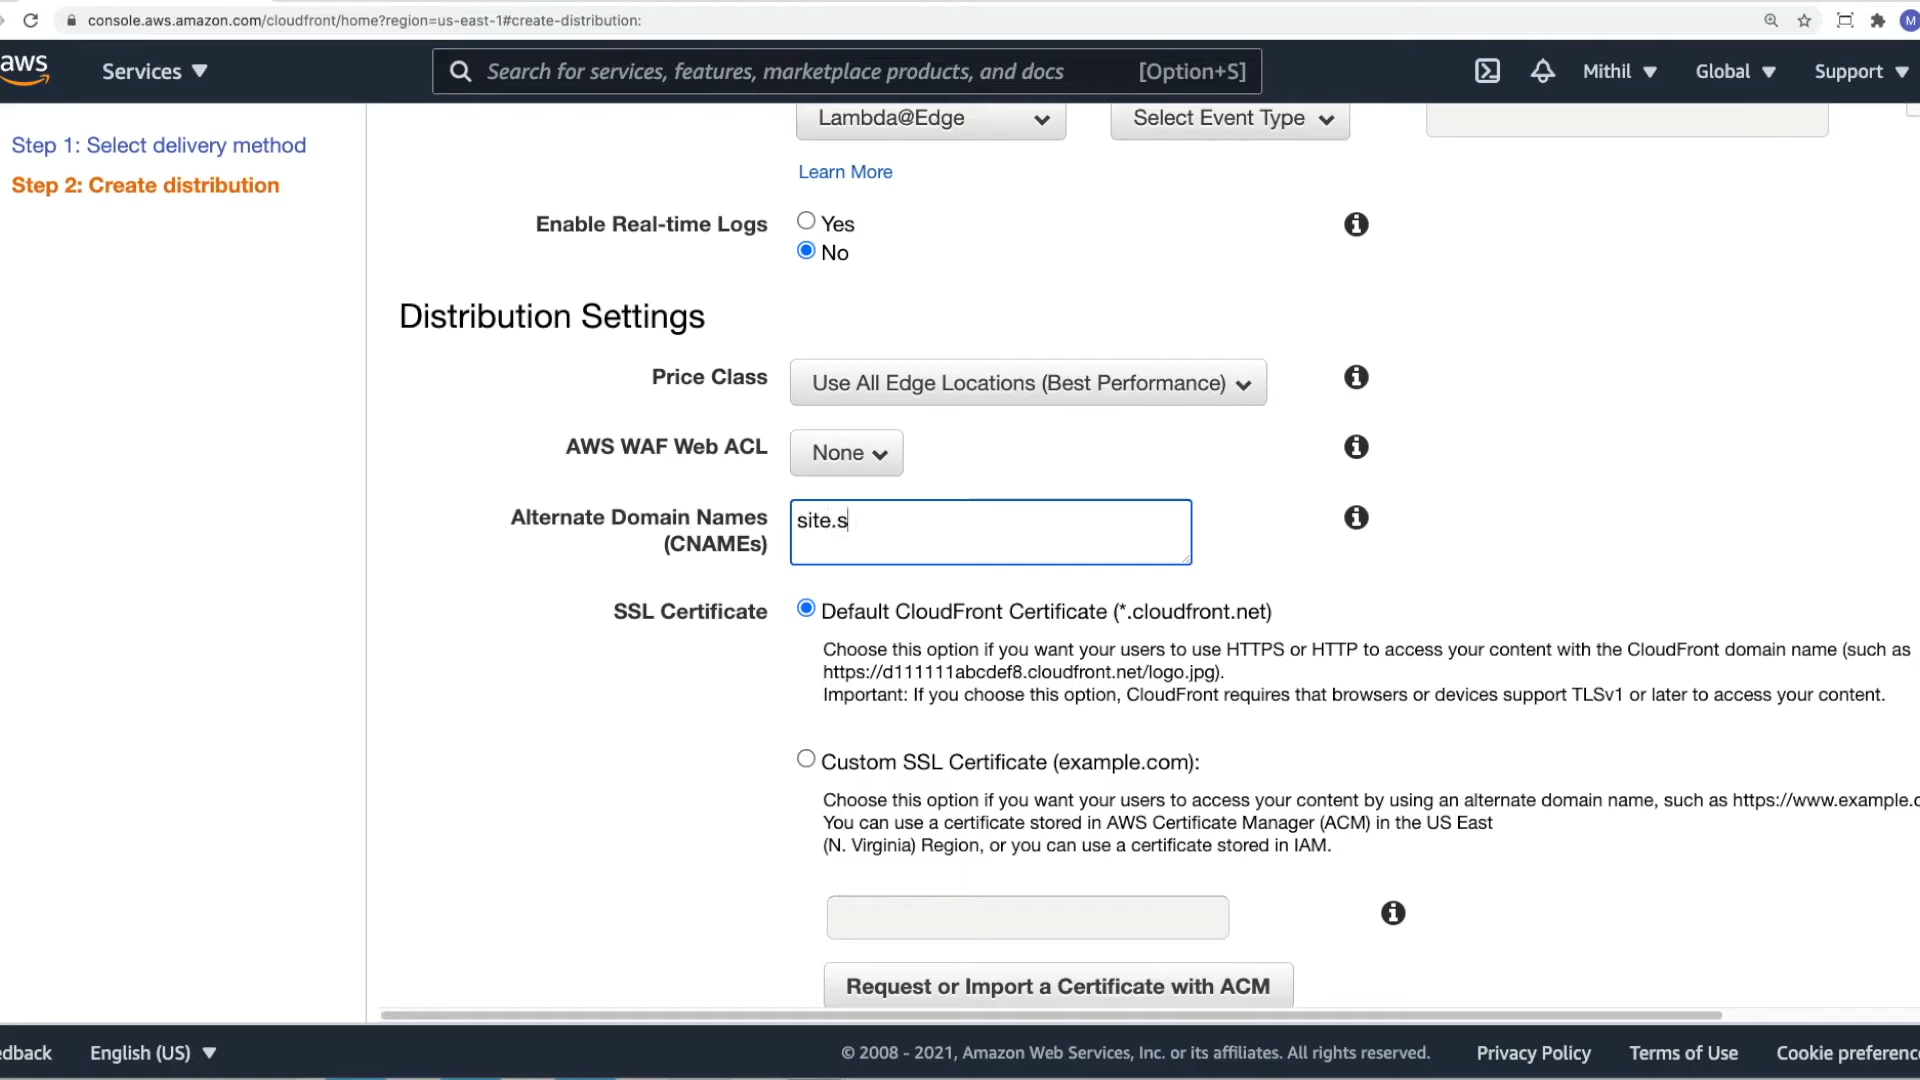 console.aws.amazon.com/cloudfront/home?region=us-east-1#create-distribution:
M
aws
Services
Search for services, features, marketplace products, and docs [Option+S]
Mithil
Global
Support
Step 1: Select delivery method
Step 2: Create distribution
Lambda@Edge
Select Event Type
Learn More
Enable Real-time Logs
Yes
No
Distribution Settings
Price Class
Use All Edge Locations (Best Performance)
AWS WAF Web ACL
None
Alternate Domain Names
(CNAMEs)
site.s
SSL Certificate
Default CloudFront Certificate (*.cloudfront.net)
Choose this option if you want your users to use HTTPS or HTTP to access your content with the CloudFront domain name (such as
https://d111111abcdef8.cloudfront.net/logo.jpg).
Important: If you choose this option, CloudFront requires that browsers or devices support TLSv1 or later to access your content.
Custom SSL Certificate (example.com):
Choose this option if you want your users to access your content by using an alternate domain name, such as https://www.example.c
You can use a certificate stored in AWS Certificate Manager (ACM) in the US East
(N. Virginia) Region, or you can use a certificate stored in IAM.
Request or Import a Certificate with ACM
edback
English (US)
© 2008 - 2021, Amazon Web Services, Inc. or its affiliates. All rights reserved.
Privacy Policy
Terms of Use
Cookie preferenc